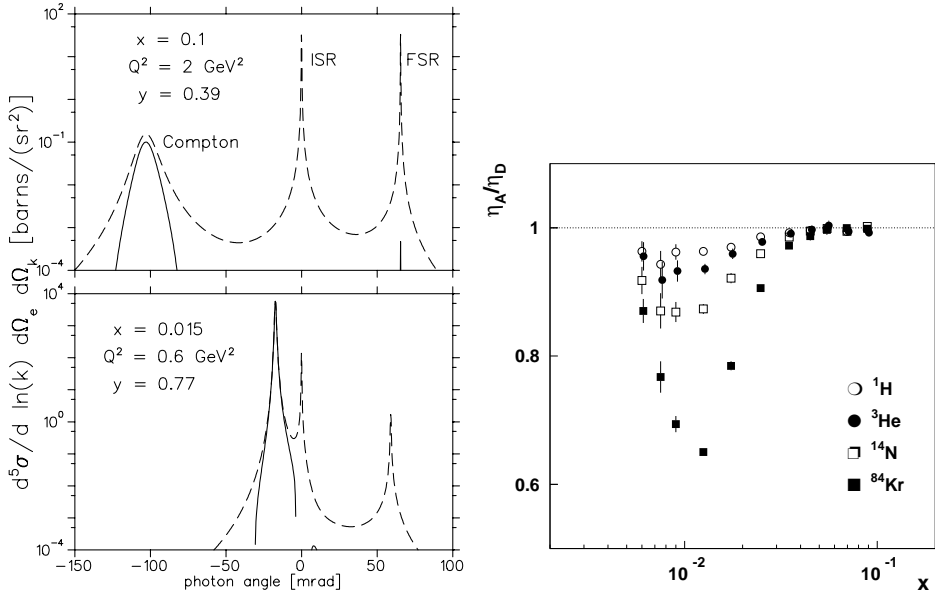 d⁵σ/d ln(k) dΩₑ dΩₖ [barns/(sr²)]
10²
10⁻¹
10⁻⁴
x = 0.1
Q² = 2 GeV²
y = 0.39
ISR
FSR
Compton
10⁴
10⁰
10⁻⁴
x = 0.015
Q² = 0.6 GeV²
y = 0.77
−150
−100
−50
0
50
100
photon angle [mrad]
η_A/η_D
1
0.8
0.6
¹H
³He
¹⁴N
⁸⁴Kr
10⁻²
10⁻¹
x